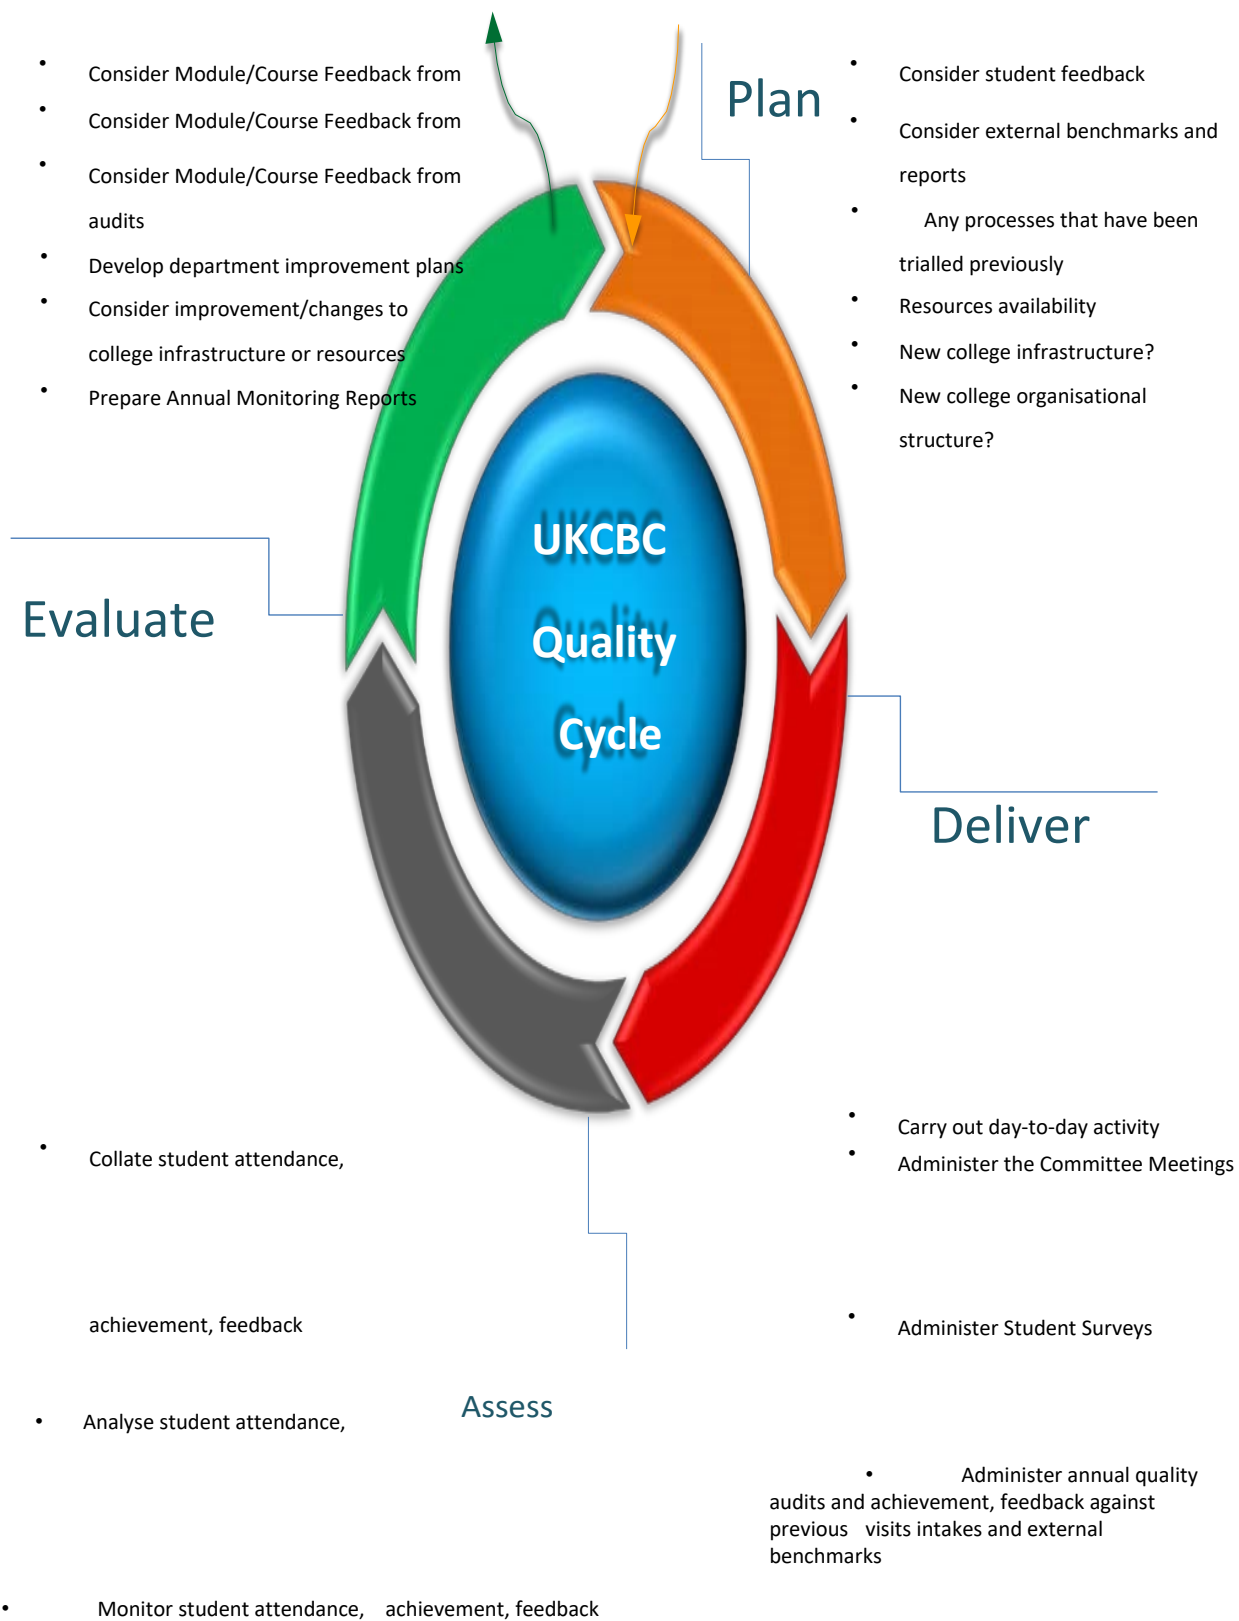 • Consider Module/Course Feedback from
• Consider Module/Course Feedback from
• Consider Module/Course Feedback from
audits
• Develop department improvement plans
• Consider improvement/changes to
college infrastructure or resources
• Prepare Annual Monitoring Reports
Plan
• Consider student feedback
• Consider external benchmarks and
reports
• Any processes that have been
trialled previously
• Resources availability
• New college infrastructure?
• New college organisational
structure?
UKCBC
Quality
Cycle
Evaluate
Deliver
• Carry out day-to-day activity
• Administer the Committee Meetings
• Collate student attendance,
achievement, feedback
• Administer Student Surveys
Assess
• Analyse student attendance,
• Administer annual quality
audits and achievement, feedback against
previous visits intakes and external
benchmarks
• Monitor student attendance, achievement, feedback